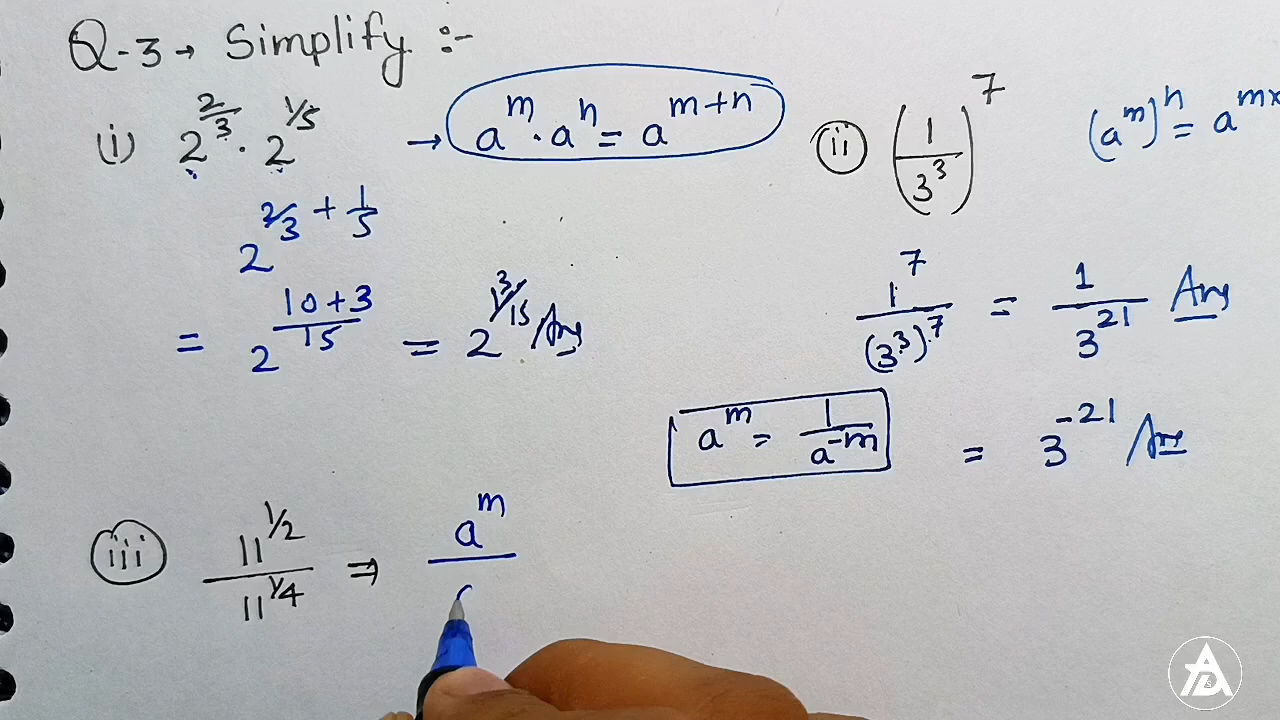 Q-3→ Simplify :-
(i) 2^2/3 · 2^1/5 → a^m · a^n = a^m+n
2^2/3 + 1/5
= 2^(10+3)/15 = 2^13/15 Ans
(ii) (1/3^3)^7 (a^m)^n = a^mx
1^7/(3^3)^7 = 1/3^21 Ans
a^m = 1/a^-m = 3^-21 Ans
(iii) 11^1/2 / 11^1/4 ⇒ a^m